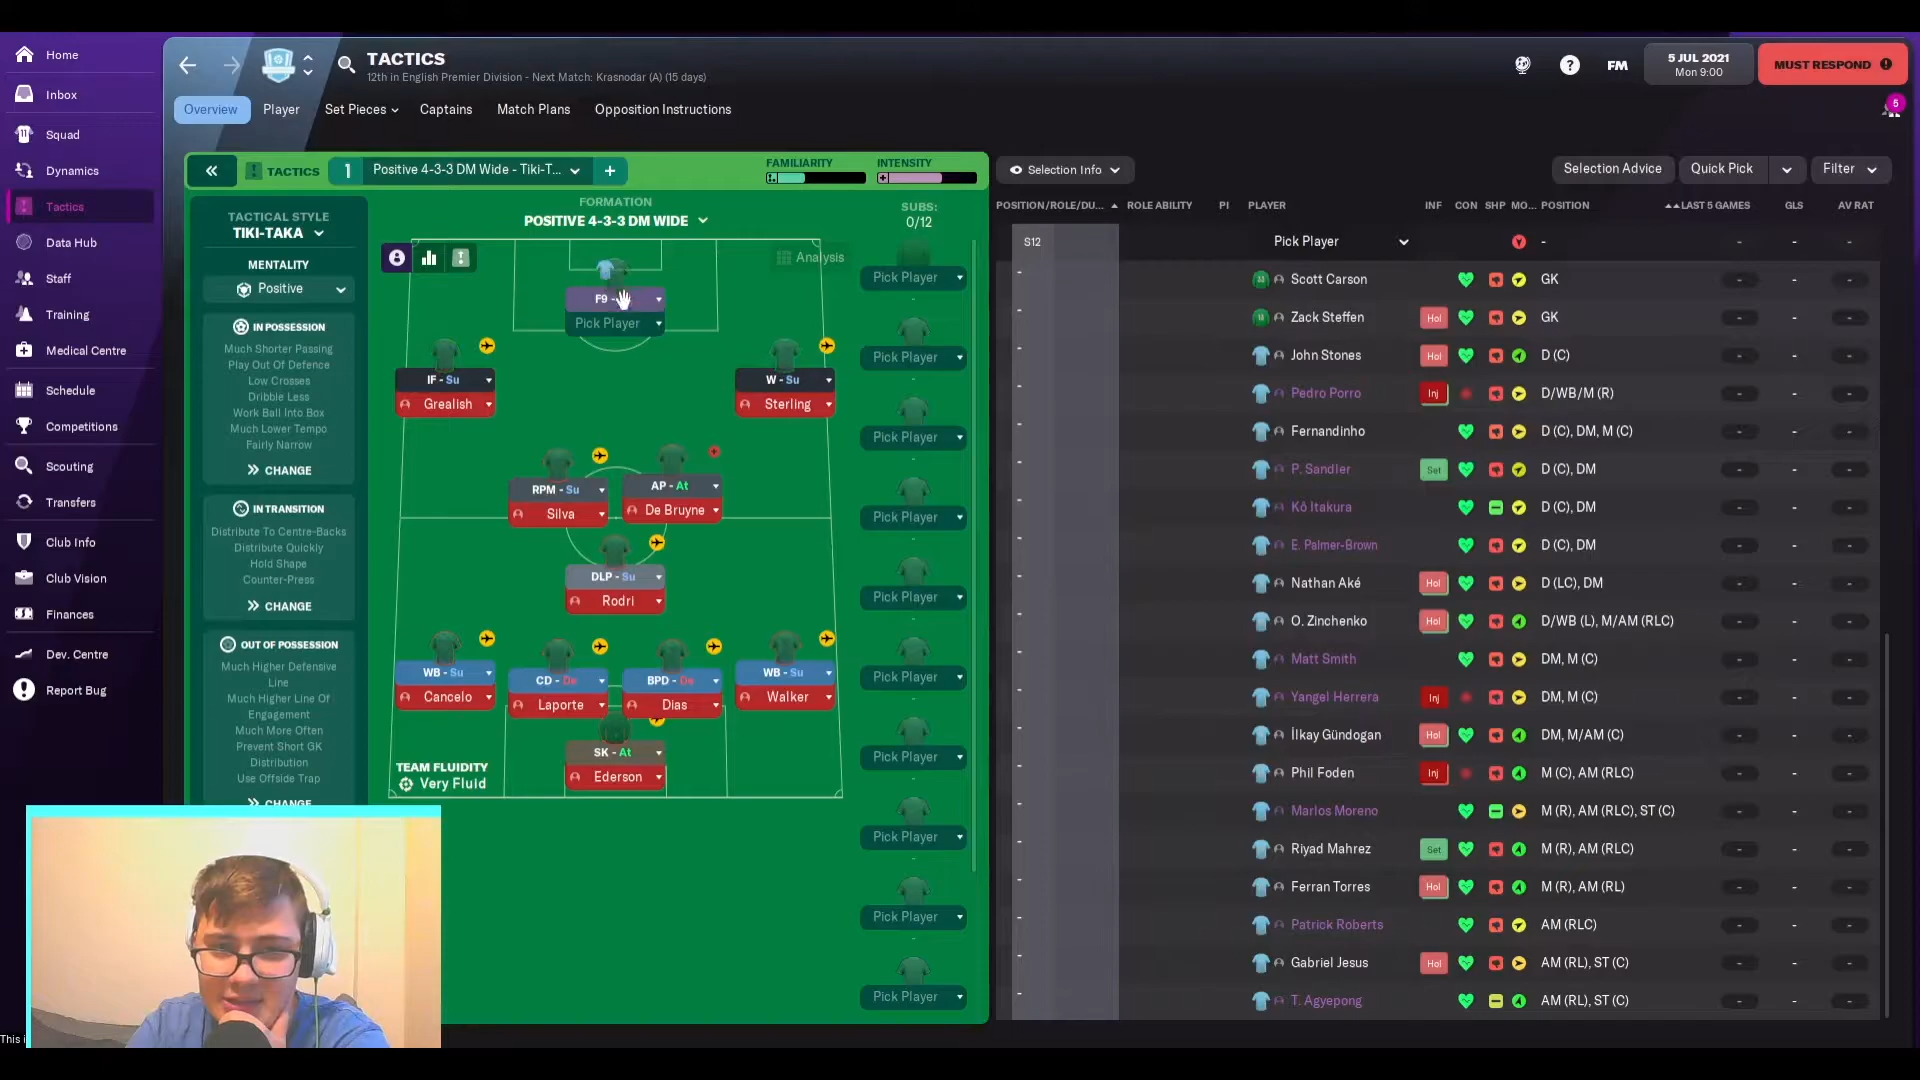 Home
Inbox
Squad
Dynamics
Tactics
Data Hub
Staff
Training
Medical Centre
Schedule
Competitions
Scouting
Transfers
Club Info
Club Vision
Finances
Dev. Centre
Report Bug
TACTICS
12th in English Premier Division - Next Match: Krasnodar (A) (15 days)
FM
5 JUL 2021
Mon 9:00
MUST RESPOND
5
Overview Player Set Pieces Captains Match Plans Opposition Instructions
TACTICS 1 Positive 4-3-3 DM Wide - Tiki-T...
FAMILIARITY
INTENSITY
TACTICAL STYLE
TIKI-TAKA
MENTALITY
Positive
IN POSSESSION
Much Shorter Passing
Play Out Of Defence
Low Crosses
Dribble Less
Work Ball Into Box
Much Lower Tempo
Fairly Narrow
CHANGE
IN TRANSITION
Distribute To Centre-Backs
Distribute Quickly
Hold Shape
Counter-Press
CHANGE
OUT OF POSSESSION
Much Higher Defensive
Line
Much Higher Line Of
Engagement
Much More Often
Prevent Short GK
Distribution
Use Offside Trap
CHANGE
FORMATION
POSITIVE 4-3-3 DM WIDE
SUBS:
0/12
Analysis
F9 -
Pick Player
IF - Su
Grealish
W - Su
Sterling
RPM - Su
Silva
AP - At
De Bruyne
DLP - Su
Rodri
WB - Su
Cancelo
CD - De
Laporte
BPD - De
Dias
WB - Su
Walker
SK - At
Ederson
TEAM FLUIDITY
Very Fluid
Pick Player
-
Pick Player
-
Pick Player
-
Pick Player
-
Pick Player
-
Pick Player
-
Pick Player
-
Pick Player
-
Pick Player
-
Pick Player
Selection Info
Selection Advice Quick Pick Filter
POSITION/ROLE/DU... ROLE ABILITY PI PLAYER INF CON SHP MO... POSITION LAST 5 GAMES GLS AV RAT
S12 Pick Player - - -
- Scott Carson GK - - -
- Zack Steffen Hol GK - - -
- John Stones Hol D (C) - - -
- Pedro Porro Inj D/WB/M (R) - - -
- Fernandinho D (C), DM, M (C) - - -
- P. Sandler Set D (C), DM - - -
- Kô Itakura D (C), DM - - -
- E. Palmer-Brown D (C), DM - - -
- Nathan Aké Hol D (LC), DM - - -
- O. Zinchenko Hol D/WB (L), M/AM (RLC) - - -
- Matt Smith DM, M (C) - - -
- Yangel Herrera Inj DM, M (C) - - -
- İlkay Gündogan Hol DM, M/AM (C) - - -
- Phil Foden Inj M (C), AM (RLC) - - -
- Marlos Moreno M (R), AM (RLC), ST (C) - - -
- Riyad Mahrez Set M (R), AM (RLC) - - -
- Ferran Torres Hol M (R), AM (RL) - - -
- Patrick Roberts AM (RLC) - - -
- Gabriel Jesus Hol AM (RL), ST (C) - - -
- T. Agyepong AM (RL), ST (C) - - -
This i